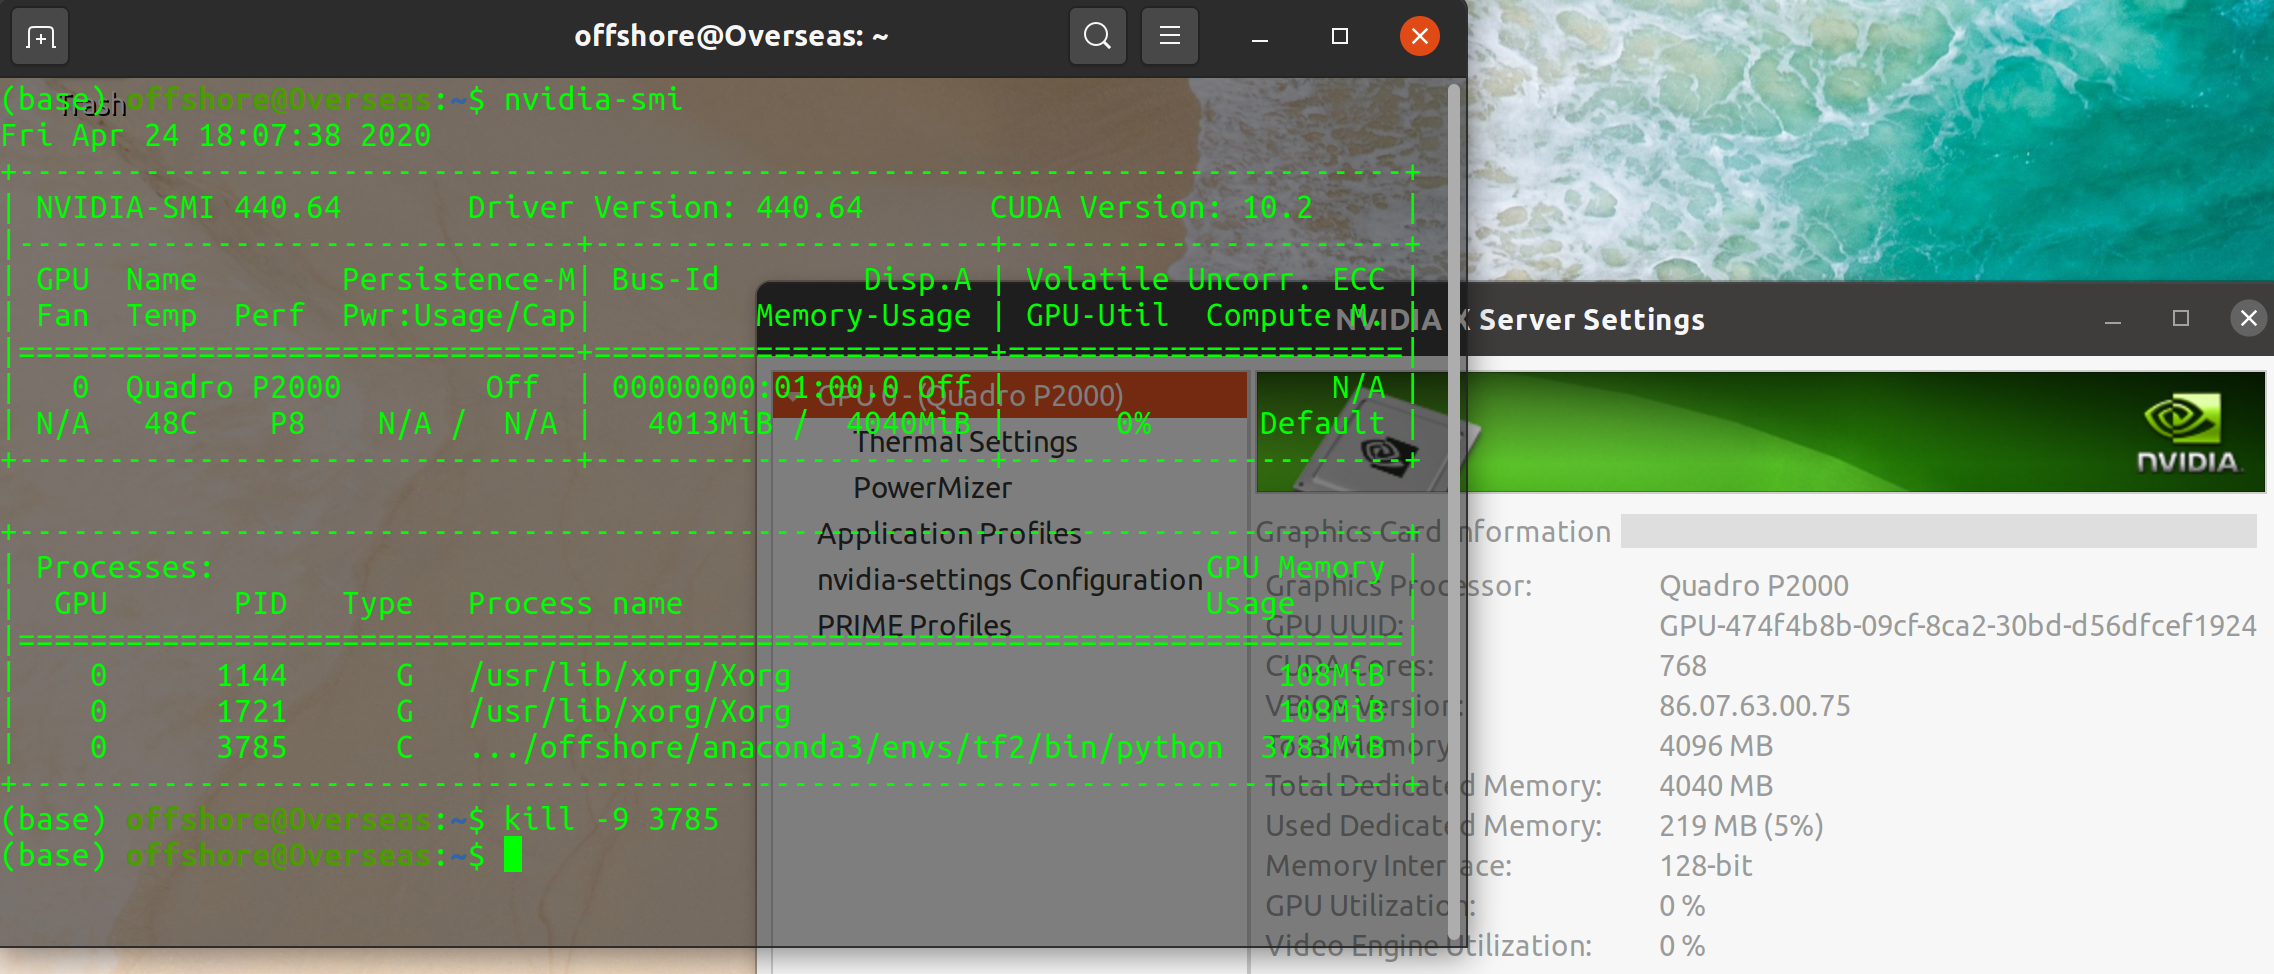 offshore@Overseas: ~
Trash
(base) offshore@Overseas:~$ nvidia-smi
Fri Apr 24 18:07:38 2020
+-----------------------------------------------------------------------------+
| NVIDIA-SMI 440.64       Driver Version: 440.64       CUDA Version: 10.2     |
|-------------------------------+----------------------+----------------------+
| GPU  Name        Persistence-M| Bus-Id        Disp.A | Volatile Uncorr. ECC |
| Fan  Temp  Perf  Pwr:Usage/Cap|         Memory-Usage | GPU-Util  Compute M. |
|===============================+======================+======================|
|   0  Quadro P2000        Off  | 00000000:01:00.0 Off |                  N/A |
| N/A   48C    P8    N/A /  N/A |   4013MiB /  4040MiB |      0%      Default |
+-------------------------------+----------------------+----------------------+
+-----------------------------------------------------------------------------+
| Processes:                                                       GPU Memory |
|  GPU       PID   Type   Process name                             Usage      |
|=============================================================================|
|    0      1144      G   /usr/lib/xorg/Xorg                           108MiB |
|    0      1721      G   /usr/lib/xorg/Xorg                           108MiB |
|    0      3785      C   .../offshore/anaconda3/envs/tf2/bin/python  3783MiB |
+-----------------------------------------------------------------------------+
(base) offshore@Overseas:~$ kill -9 3785
(base) offshore@Overseas:~$
NVIDIA X Server Settings
GPU 0 - (Quadro P2000)
Thermal Settings
PowerMizer
Application Profiles
nvidia-settings Configuration
PRIME Profiles
NVIDIA.
Graphics Card Information
Graphics Processor: Quadro P2000
GPU UUID: GPU-474f4b8b-09cf-8ca2-30bd-d56dfcef1924
CUDA Cores: 768
VBIOS Version: 86.07.63.00.75
Total Memory: 4096 MB
Total Dedicated Memory: 4040 MB
Used Dedicated Memory: 219 MB (5%)
Memory Interface: 128-bit
GPU Utilization: 0 %
Video Engine Utilization: 0 %